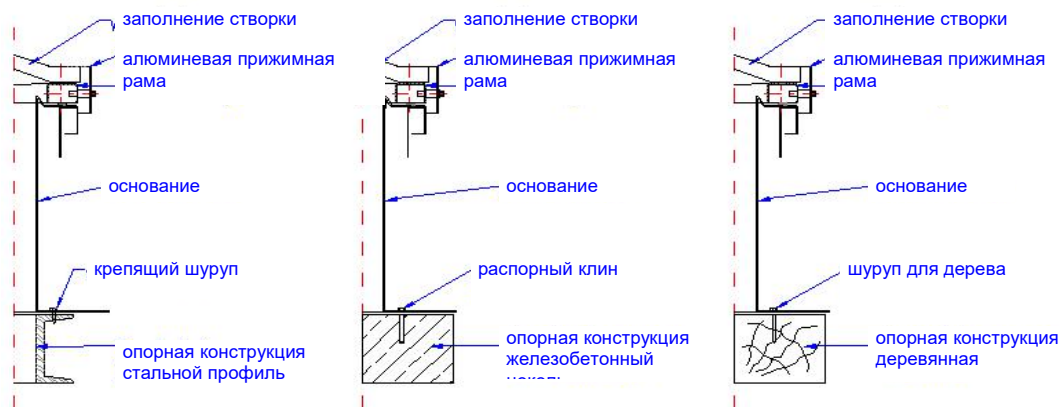 заполнение створки
алюминевая прижимная
рама
основание
крепящий шуруп
опорная конструкция
стальной профиль
заполнение створки
алюминевая прижимная
рама
основание
распорный клин
опорная конструкция
железобетонный
заполнение створки
алюминевая прижимная
рама
основание
шуруп для дерева
опорная конструкция
деревянная